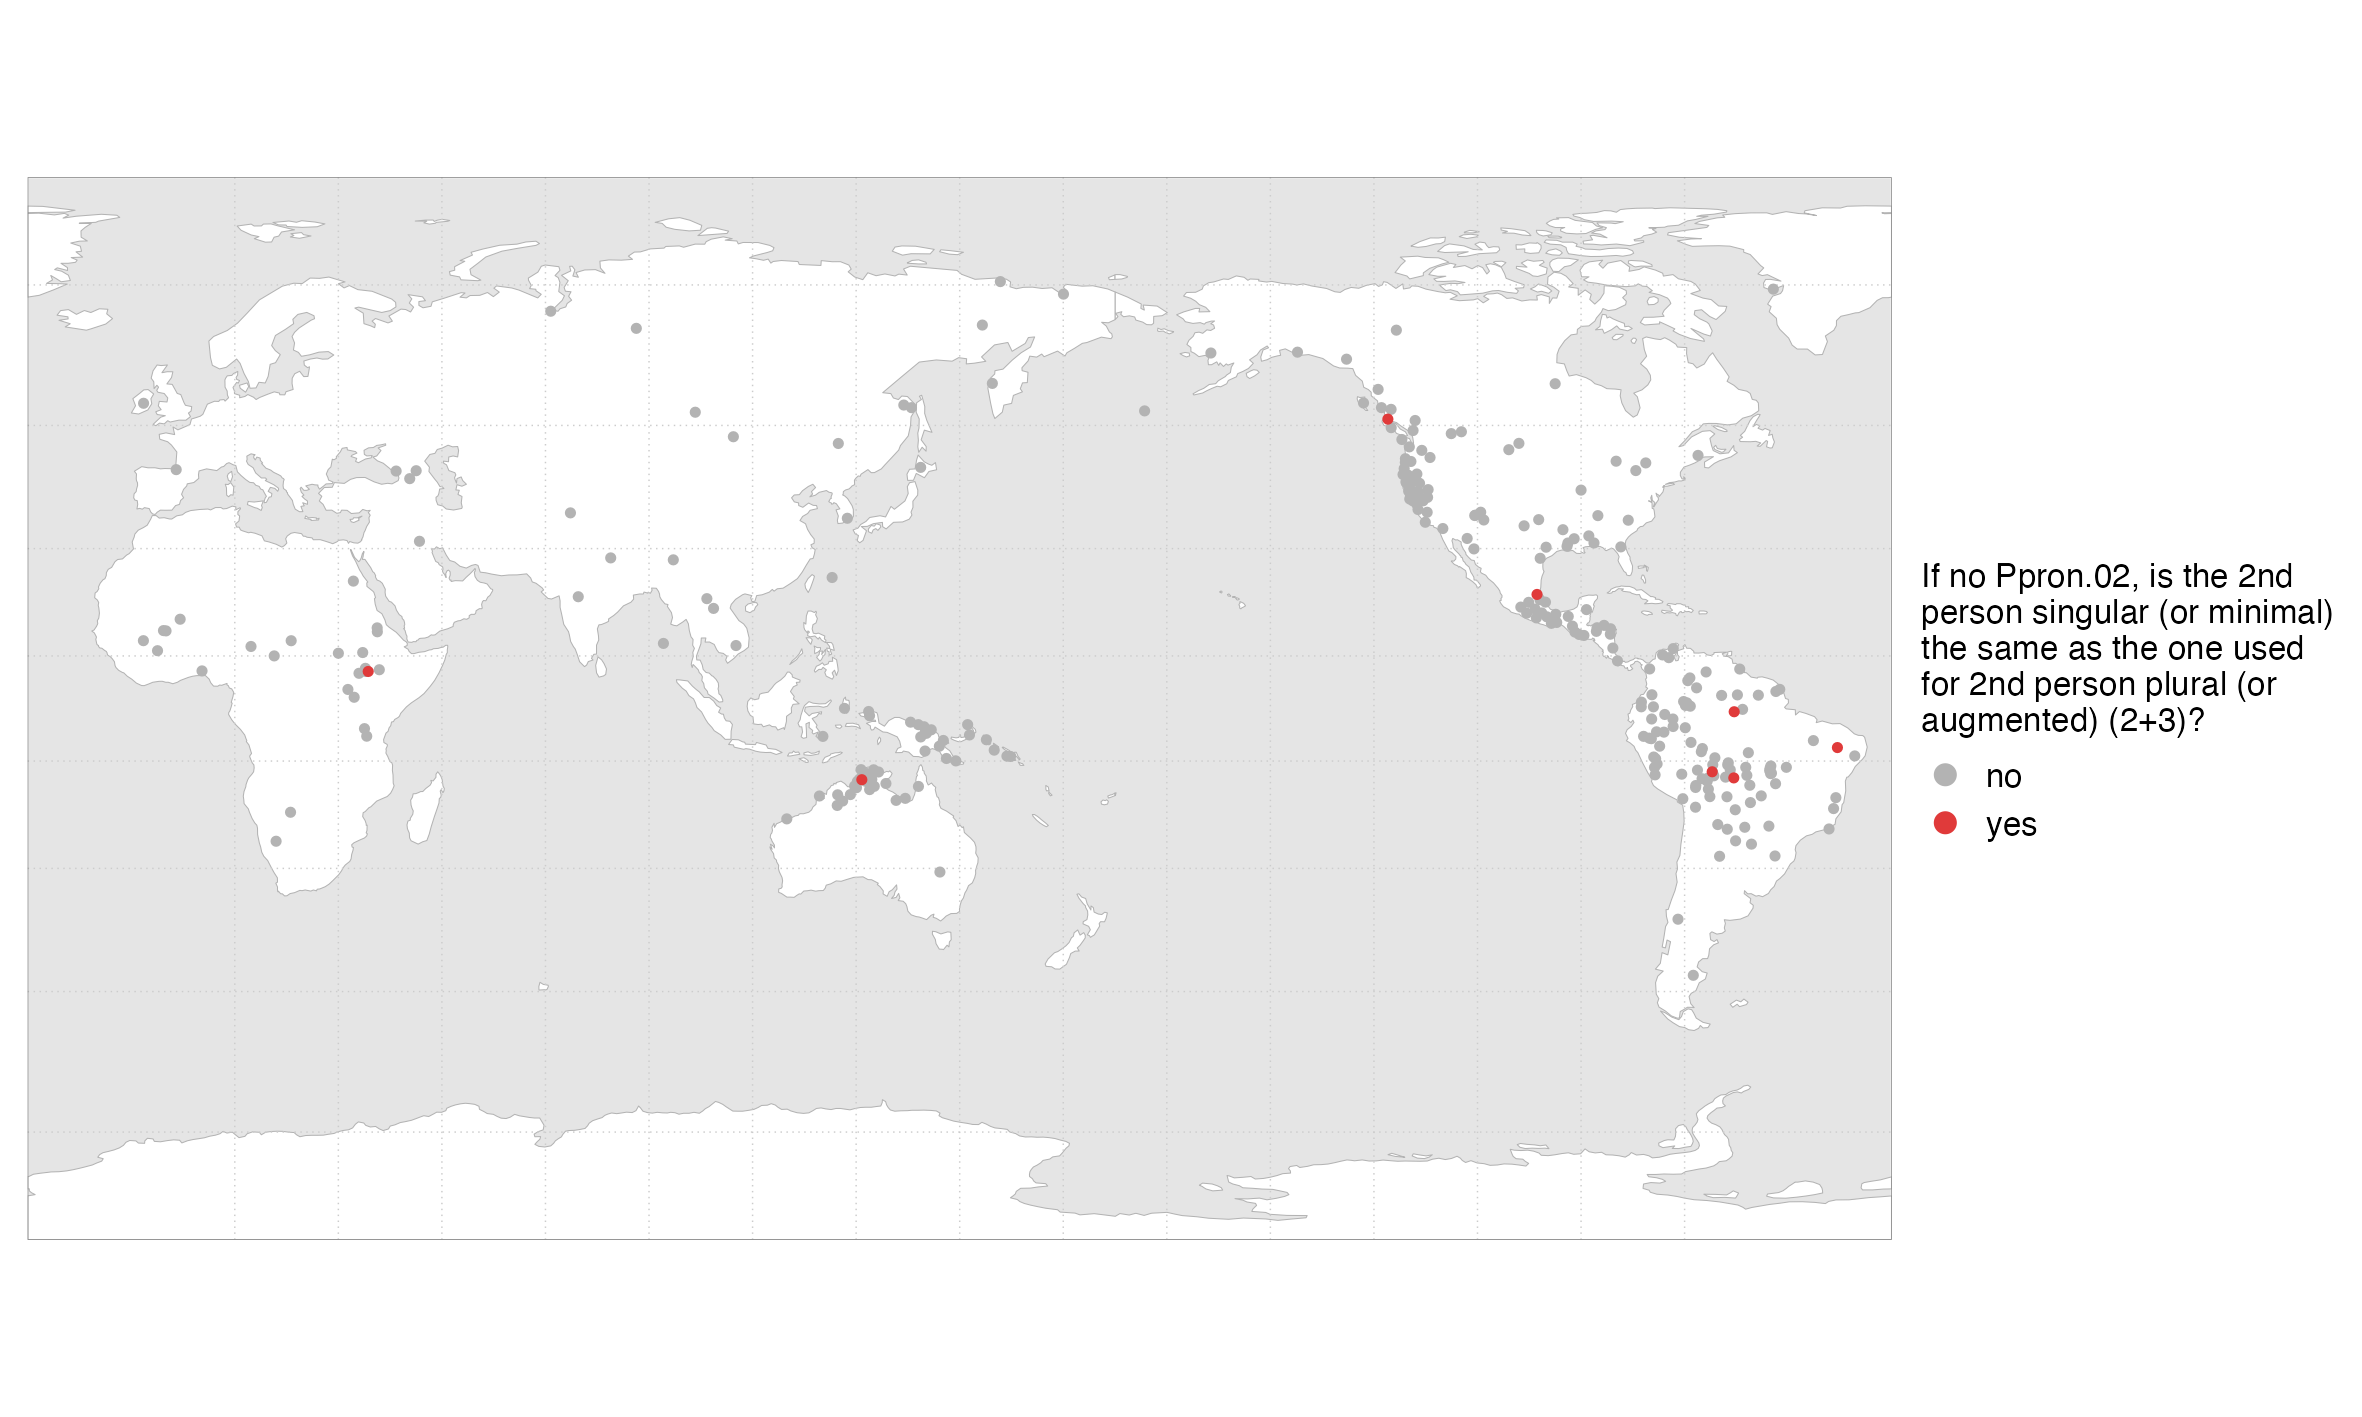 If no Ppron.02, is the 2nd
person singular (or minimal)
the same as the one used
for 2nd person plural (or
augmented) (2+3)?
no
yes